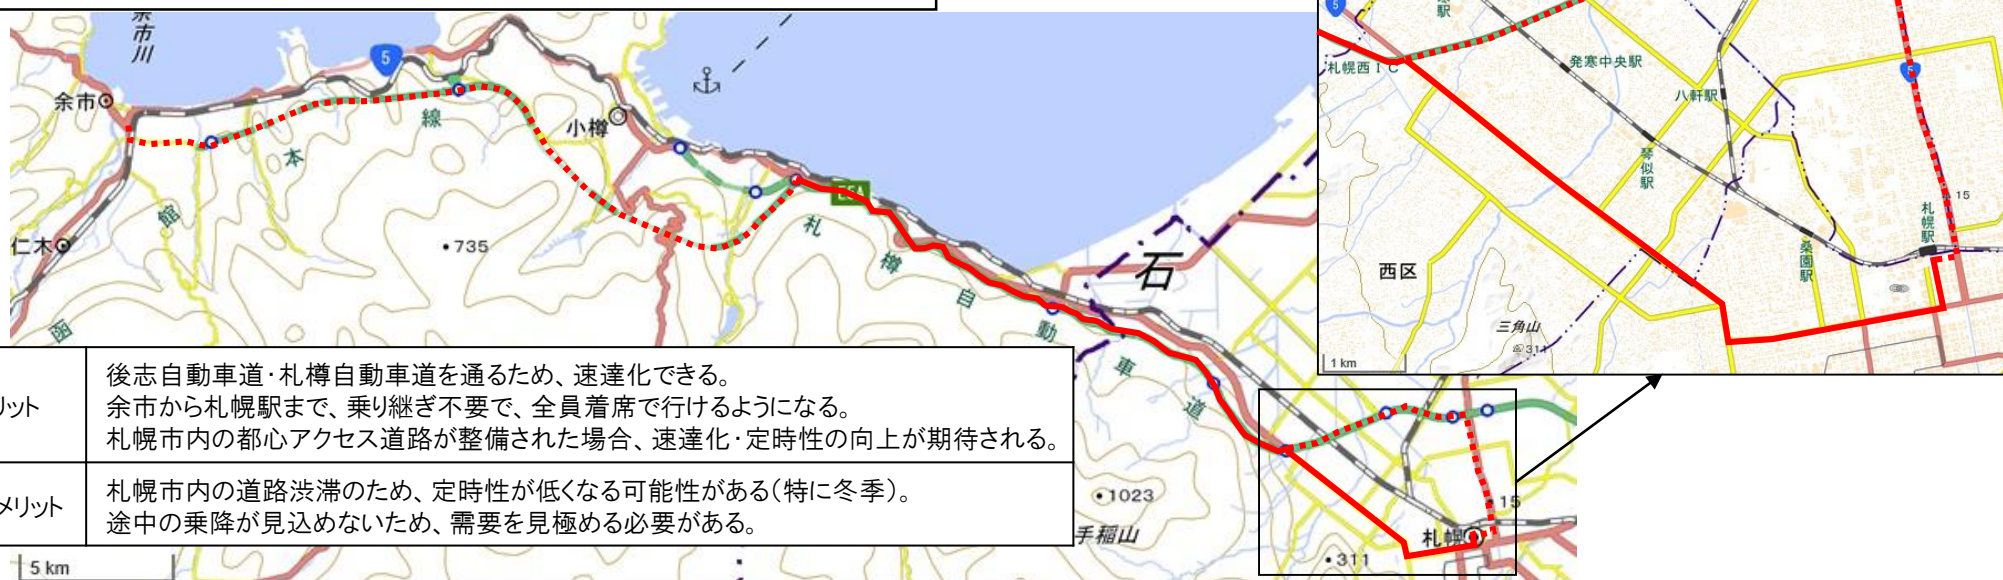 余市川
5
余市
本
線
小樽
E5A
館
仁木
・735
函
札
樽
自
動
車
道
石
後志自動車道・札樽自動車道を通るため、速達化できる。
余市から札幌駅まで、乗り継ぎ不要で、全員着席で行けるようになる。
札幌市内の都心アクセス道路が整備された場合、速達化・定時性の向上が期待される。
メリット
札幌市内の道路渋滞のため、定時性が低くなる可能性がある(特に冬季)。
途中の乗降が見込めないため、需要を見極める必要がある。
・1023
手稲山
・311
札幌
15
5 km
5
駅
札幌西IC
発寒中央駅
八軒駅
5
琴似駅
桑園駅
札幌駅
15
西区
三角山
311
1 km